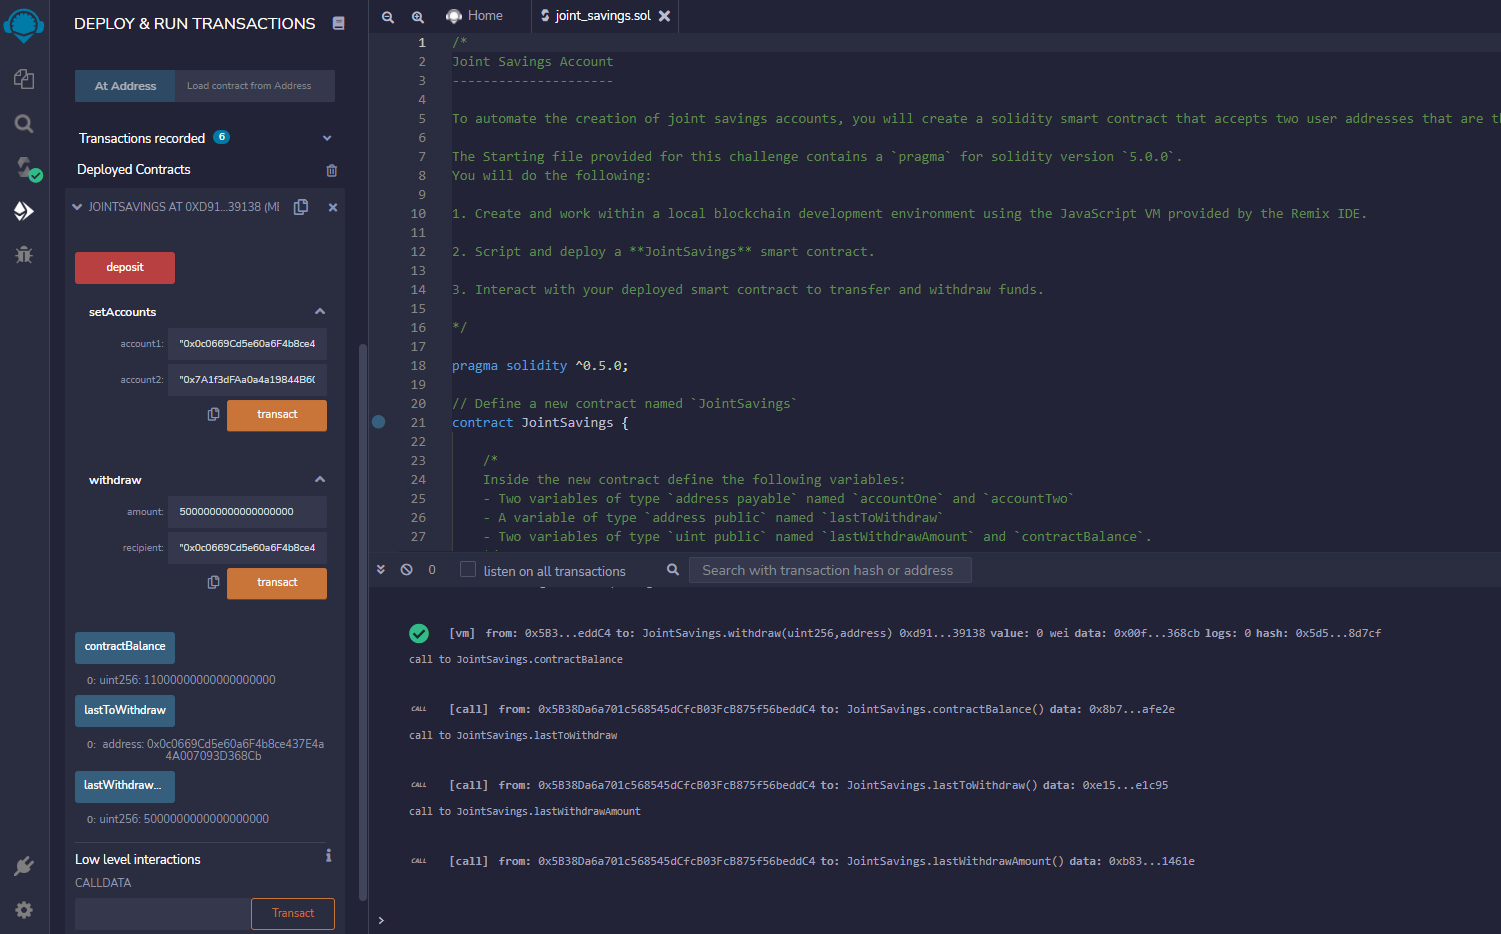 DEPLOY & RUN TRANSACTIONS
At Address
Load contract from Address
Transactions recorded 6
Deployed Contracts
JOINTSAVINGS AT 0XD91...39138 (ME
deposit
setAccounts
account1: "0x0c0669Cd5e60a6F4b8ce4
account2: "0x7A1f3dFAa0a4a19844B60
transact
withdraw
amount: 5000000000000000000
recipient: "0x0c0669Cd5e60a6F4b8ce4
transact
contractBalance
0: uint256: 11000000000000000000
lastToWithdraw
0: address: 0x0c0669Cd5e60a6F4b8ce437E4a
4A007093D368Cb
lastWithdraw...
0: uint256: 5000000000000000000
Low level interactions
CALLDATA
Transact
Home
joint_savings.sol
1 /*
2 Joint Savings Account
3 ---------------------
4
5 To automate the creation of joint savings accounts, you will create a solidity smart contract that accepts two user addresses that are th
6
7 The Starting file provided for this challenge contains a `pragma` for solidity version `5.0.0`.
8 You will do the following:
9
10 1. Create and work within a local blockchain development environment using the JavaScript VM provided by the Remix IDE.
11
12 2. Script and deploy a **JointSavings** smart contract.
13
14 3. Interact with your deployed smart contract to transfer and withdraw funds.
15
16 */
17
18 pragma solidity ^0.5.0;
19
20 // Define a new contract named `JointSavings`
21 contract JointSavings {
22
23 /*
24 Inside the new contract define the following variables:
25 - Two variables of type `address payable` named `accountOne` and `accountTwo`
26 - A variable of type `address public` named `lastToWithdraw`
27 - Two variables of type `uint public` named `lastWithdrawAmount` and `contractBalance`.
0
listen on all transactions
Search with transaction hash or address
[vm] from: 0x5B3...eddC4 to: JointSavings.withdraw(uint256,address) 0xd91...39138 value: 0 wei data: 0x00f...368cb logs: 0 hash: 0x5d5...8d7cf
call to JointSavings.contractBalance
CALL [call] from: 0x5B38Da6a701c568545dCfcB03FcB875f56beddC4 to: JointSavings.contractBalance() data: 0x8b7...afe2e
call to JointSavings.lastToWithdraw
CALL [call] from: 0x5B38Da6a701c568545dCfcB03FcB875f56beddC4 to: JointSavings.lastToWithdraw() data: 0xe15...e1c95
call to JointSavings.lastWithdrawAmount
CALL [call] from: 0x5B38Da6a701c568545dCfcB03FcB875f56beddC4 to: JointSavings.lastWithdrawAmount() data: 0xb83...1461e
>